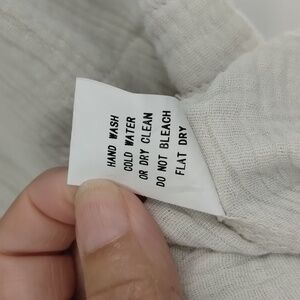 HAND WASH
COLD WATER
OR DRY CLEAN
DO NOT BLEACH
FLAT DRY